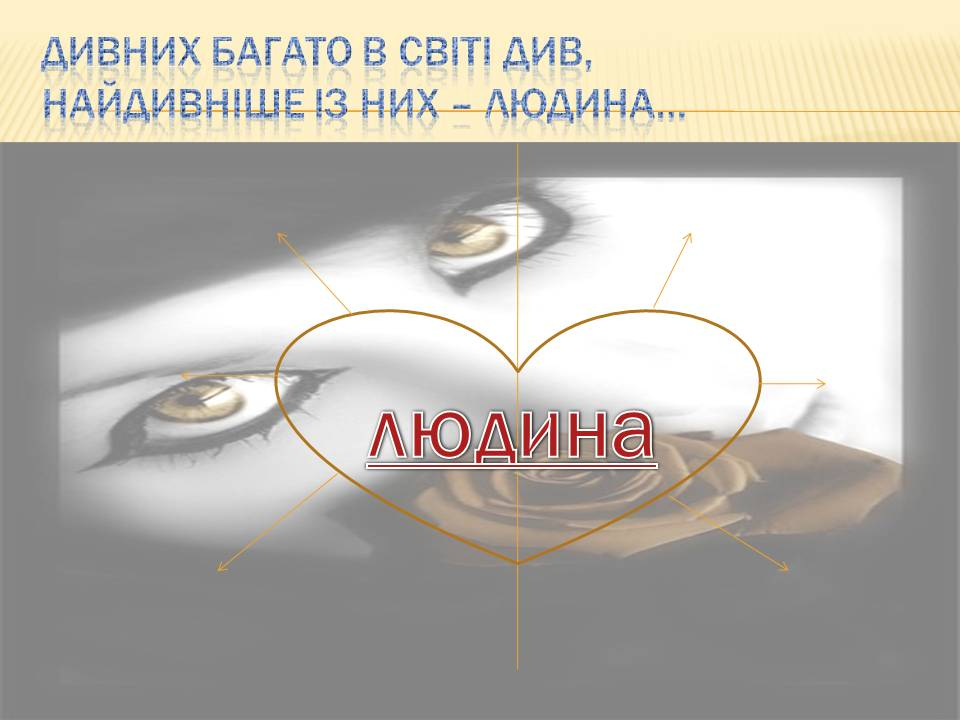 ДИВНИХ БАГАТО В СВІТІ ДИВ,
НАЙДИВНІШЕ ІЗ НИХ – ЛЮДИНА...
людина